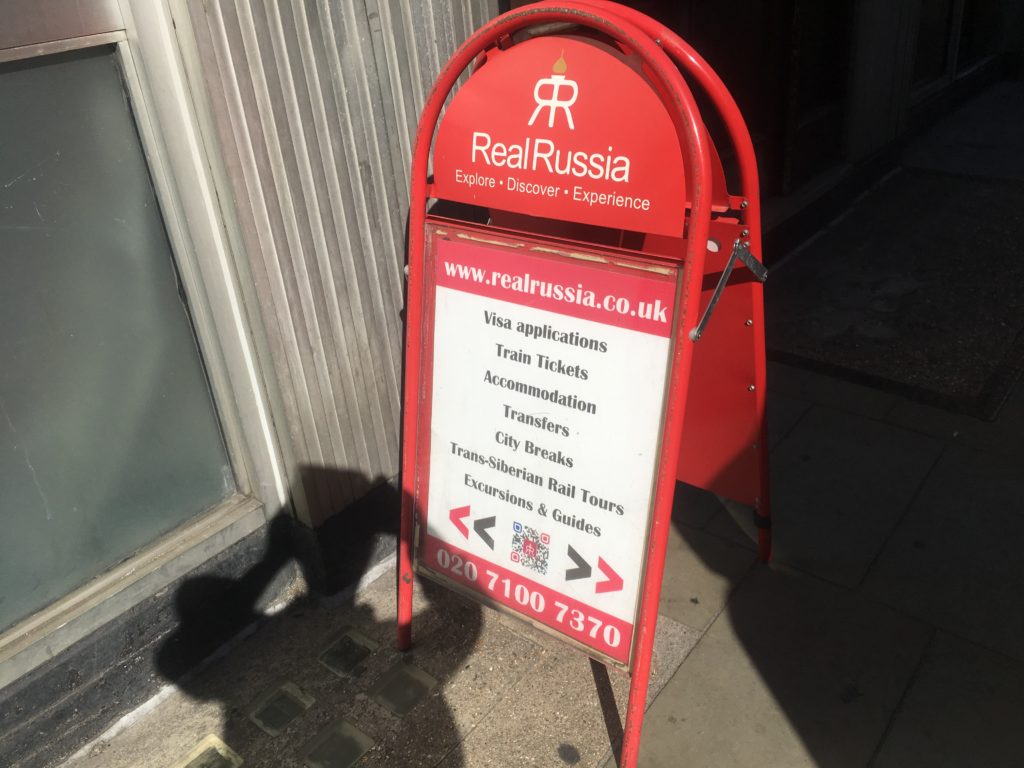 RR
RealRussia
Explore • Discover • Experience
www.realrussia.co.uk
Visa applications
Train Tickets
Accommodation
Transfers
City Breaks
Trans-Siberian Rail Tours
Excursions & Guides
020 7100 7370